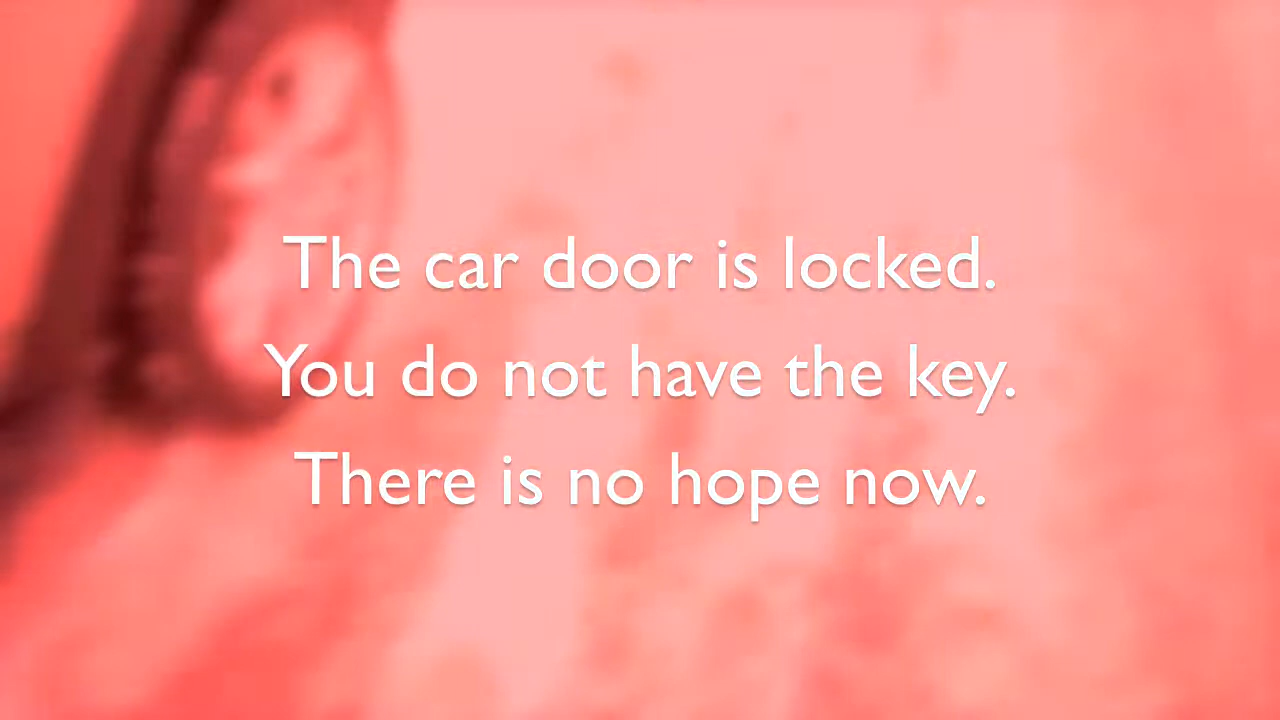 The car door is locked.
You do not have the key.
There is no hope now.